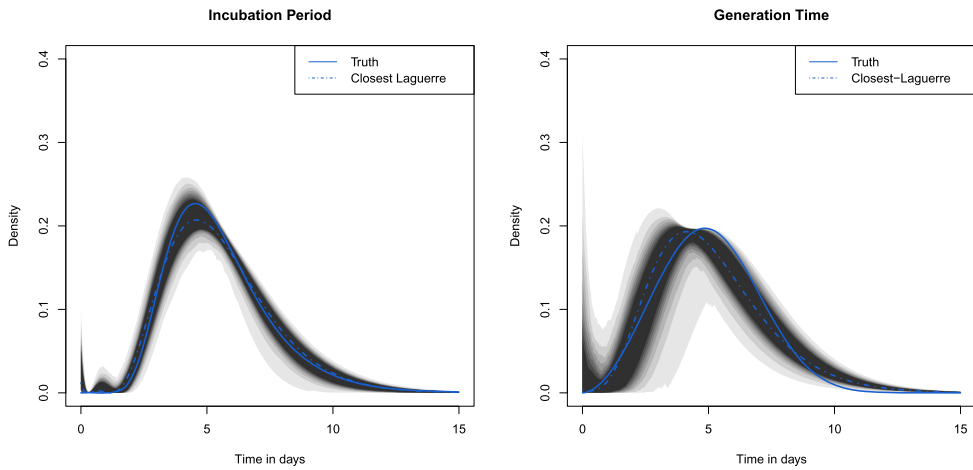 Incubation Period
Truth
Closest Laguerre
Density
0.0
0.1
0.2
0.3
0.4
0
5
10
15
Time in days
Generation Time
Truth
Closest−Laguerre
Density
0.0
0.1
0.2
0.3
0.4
0
5
10
15
Time in days